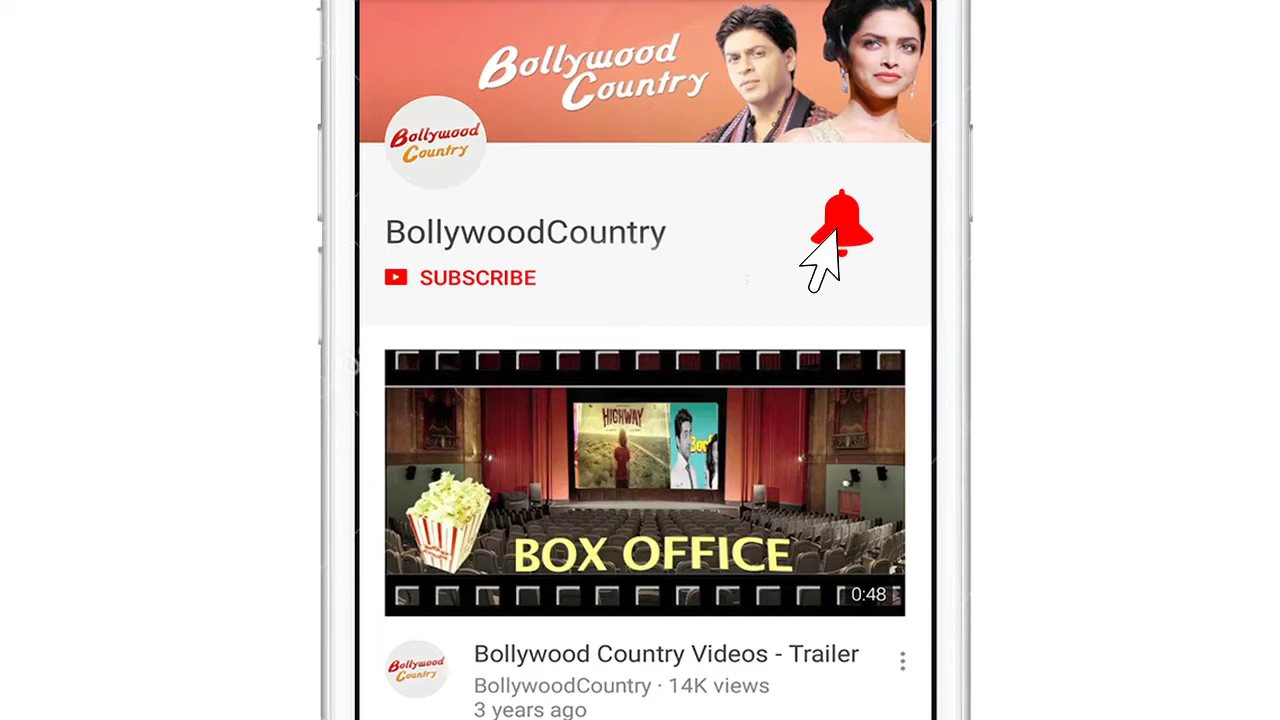 Bollywood
Country
Bollywood
Country
BollywoodCountry
SUBSCRIBE
HIGHWAY
BOX OFFICE
0:48
Bollywood
Country
Bollywood Country Videos - Trailer
BollywoodCountry · 14K views
3 years ago